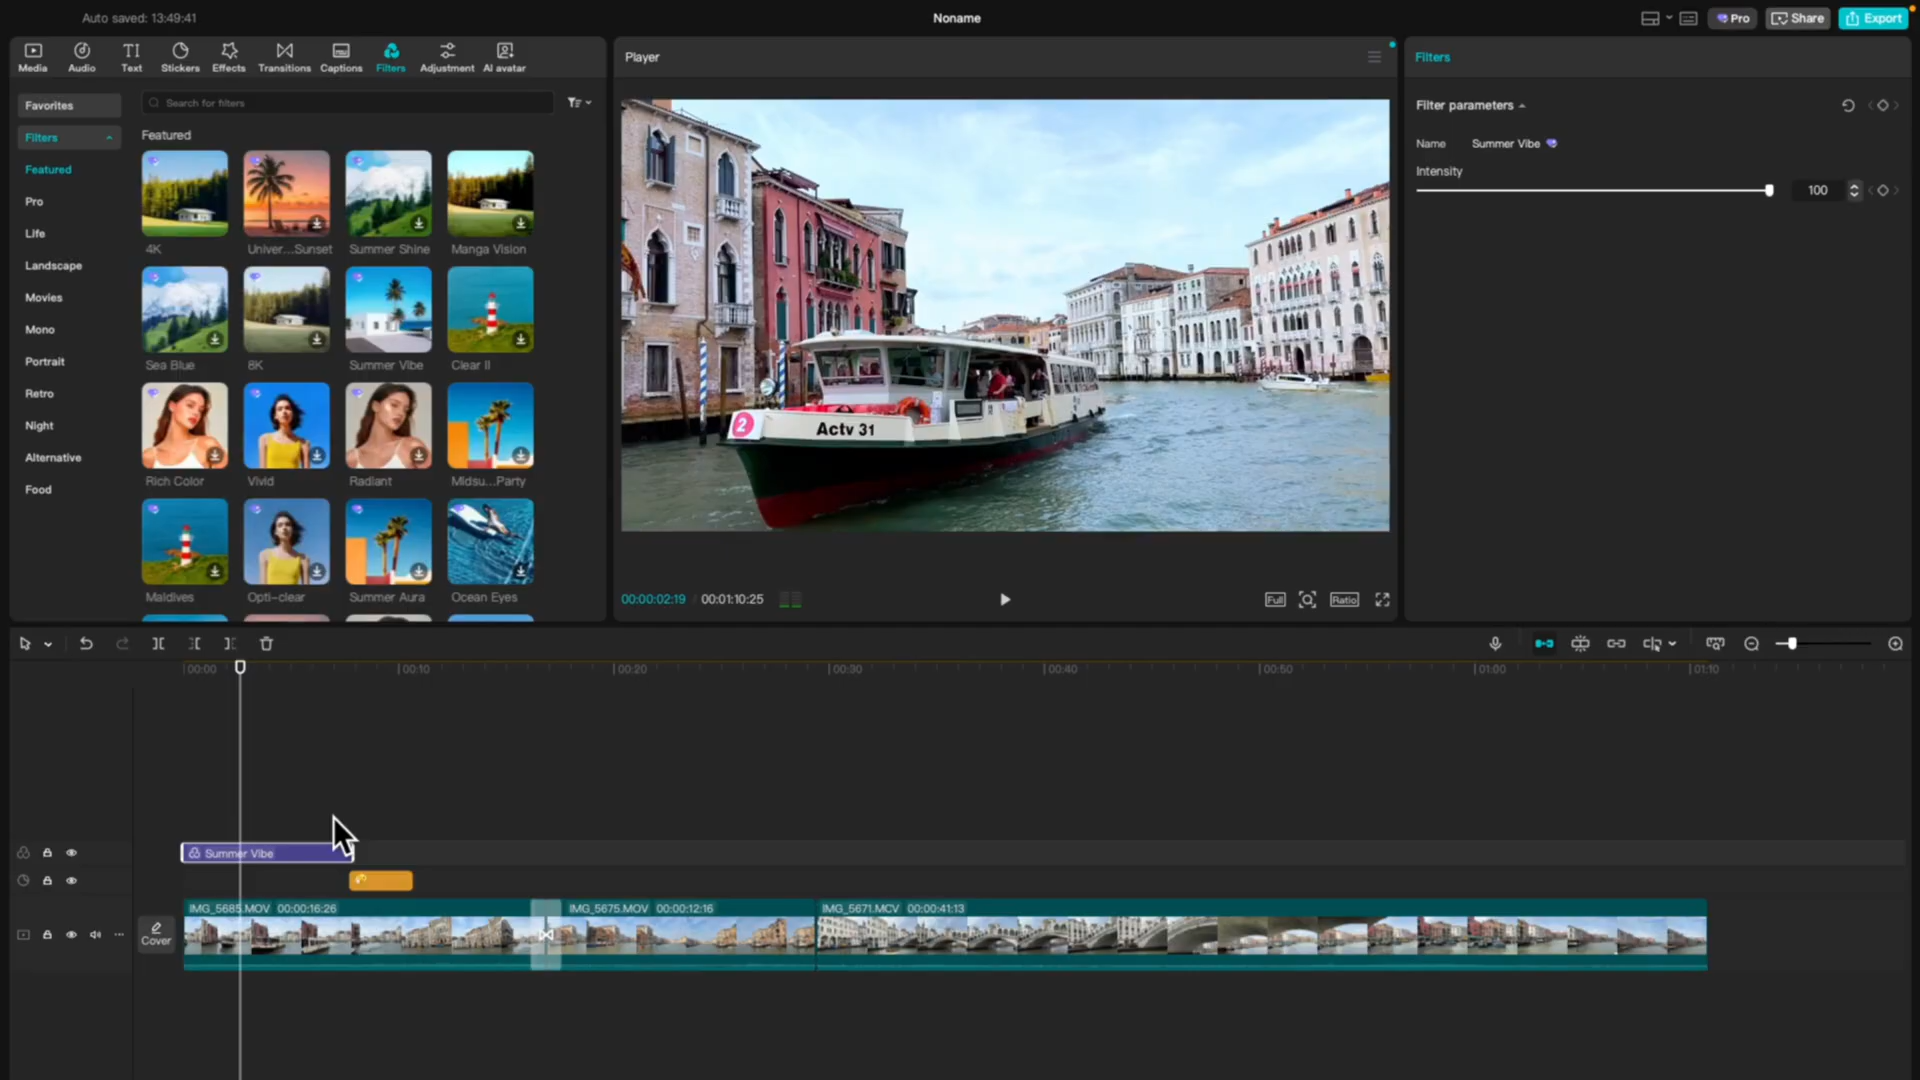 Auto saved: 13:49:41
Noname
Pro
Share
Export
Media
Audio
TI
Text
Stickers
Effects
Transitions
Captions
Filters
Adjustment
AI avatar
Player
Filters
Favorites
Filters
Featured
Pro
Life
Landscape
Movies
Mono
Portrait
Retro
Night
Alternative
Food
Search for filters
Featured
4K
Univer...Sunset
Summer Shine
Manga Vision
Sea Blue
8K
Summer Vibe
Clear II
Rich Color
Vivid
Radiant
Midsu...Party
Maldives
Opti-clear
Summer Aura
Ocean Eyes
2
Actv 31
00:00:02:19
00:01:10:25
Full
Ratio
Filter parameters
Name
Summer Vibe
Intensity
100
00:00
00:10
00:20
00:30
00:40
00:50
01:00
01:10
Summer Vibe
Cover
IMG_5685.MOV 00:00:16:26
IMG_5675.MOV 00:00:12:16
IMG_5671.MCV 00:00:41:13